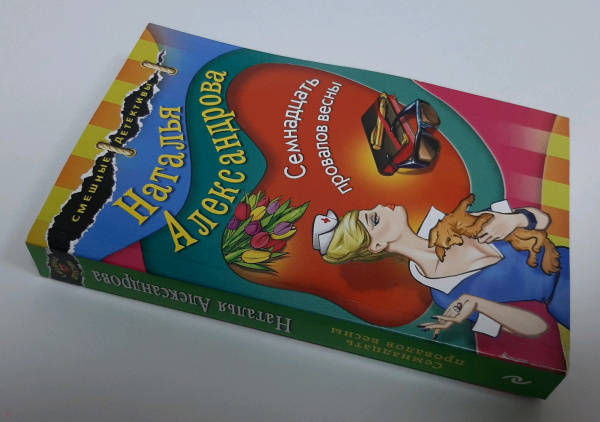 Смешные детективы
Наталья
Александрова
Семнадцать
провалов весны
Наталья Александрова
Семнадцать
провалов весны